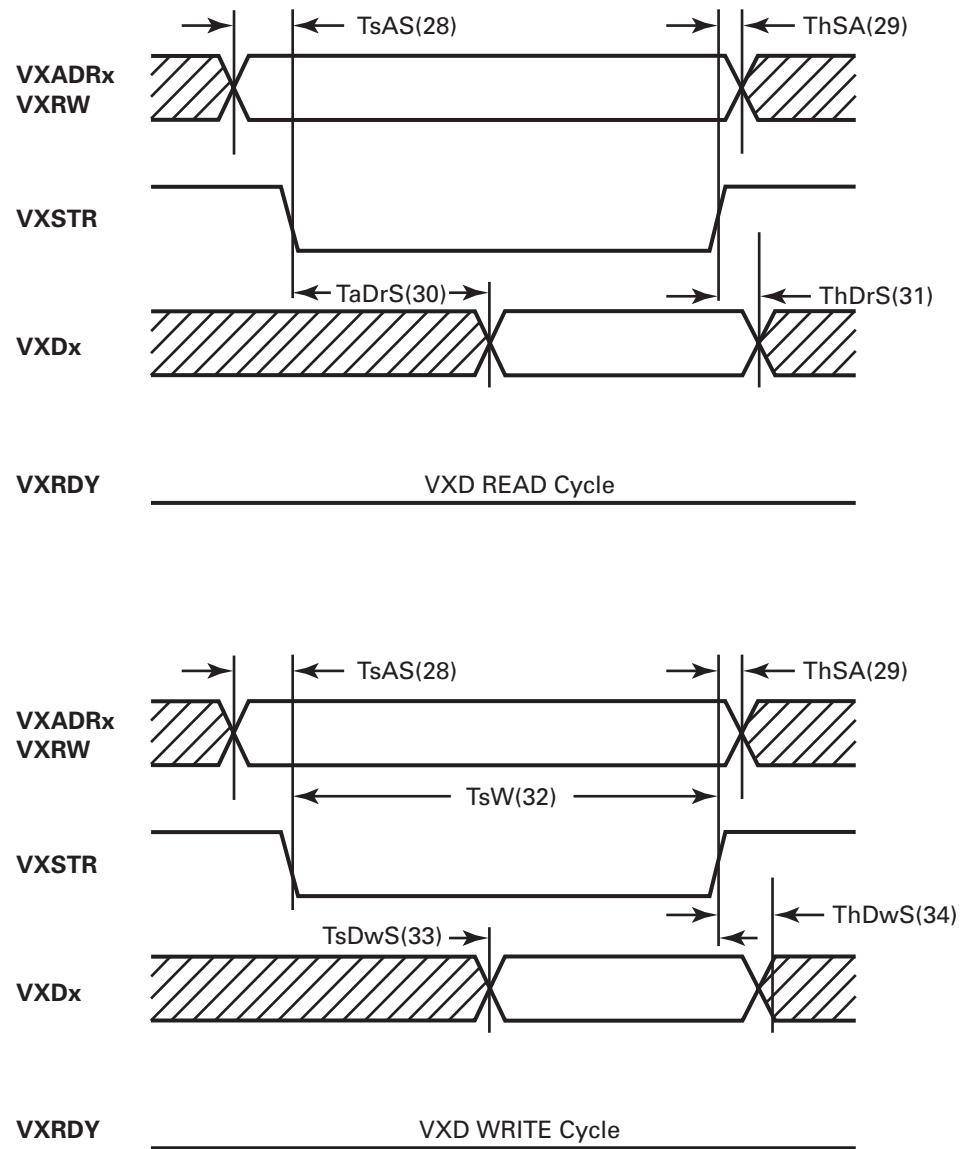 TsAS(28)
ThSA(29)
VXADRx
VXRW
VXSTR
TaDrS(30)
ThDrS(31)
VXDx
VXRDY
VXD READ Cycle
TsAS(28)
ThSA(29)
VXADRx
VXRW
TsW(32)
VXSTR
ThDwS(34)
TsDwS(33)
VXDx
VXRDY
VXD WRITE Cycle